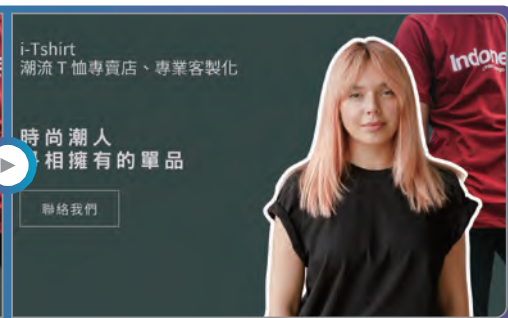 i-Tshirt
潮流T恤專賣店、專業客製化
時尚潮人
相擁有的單品
聯絡我們
Indone